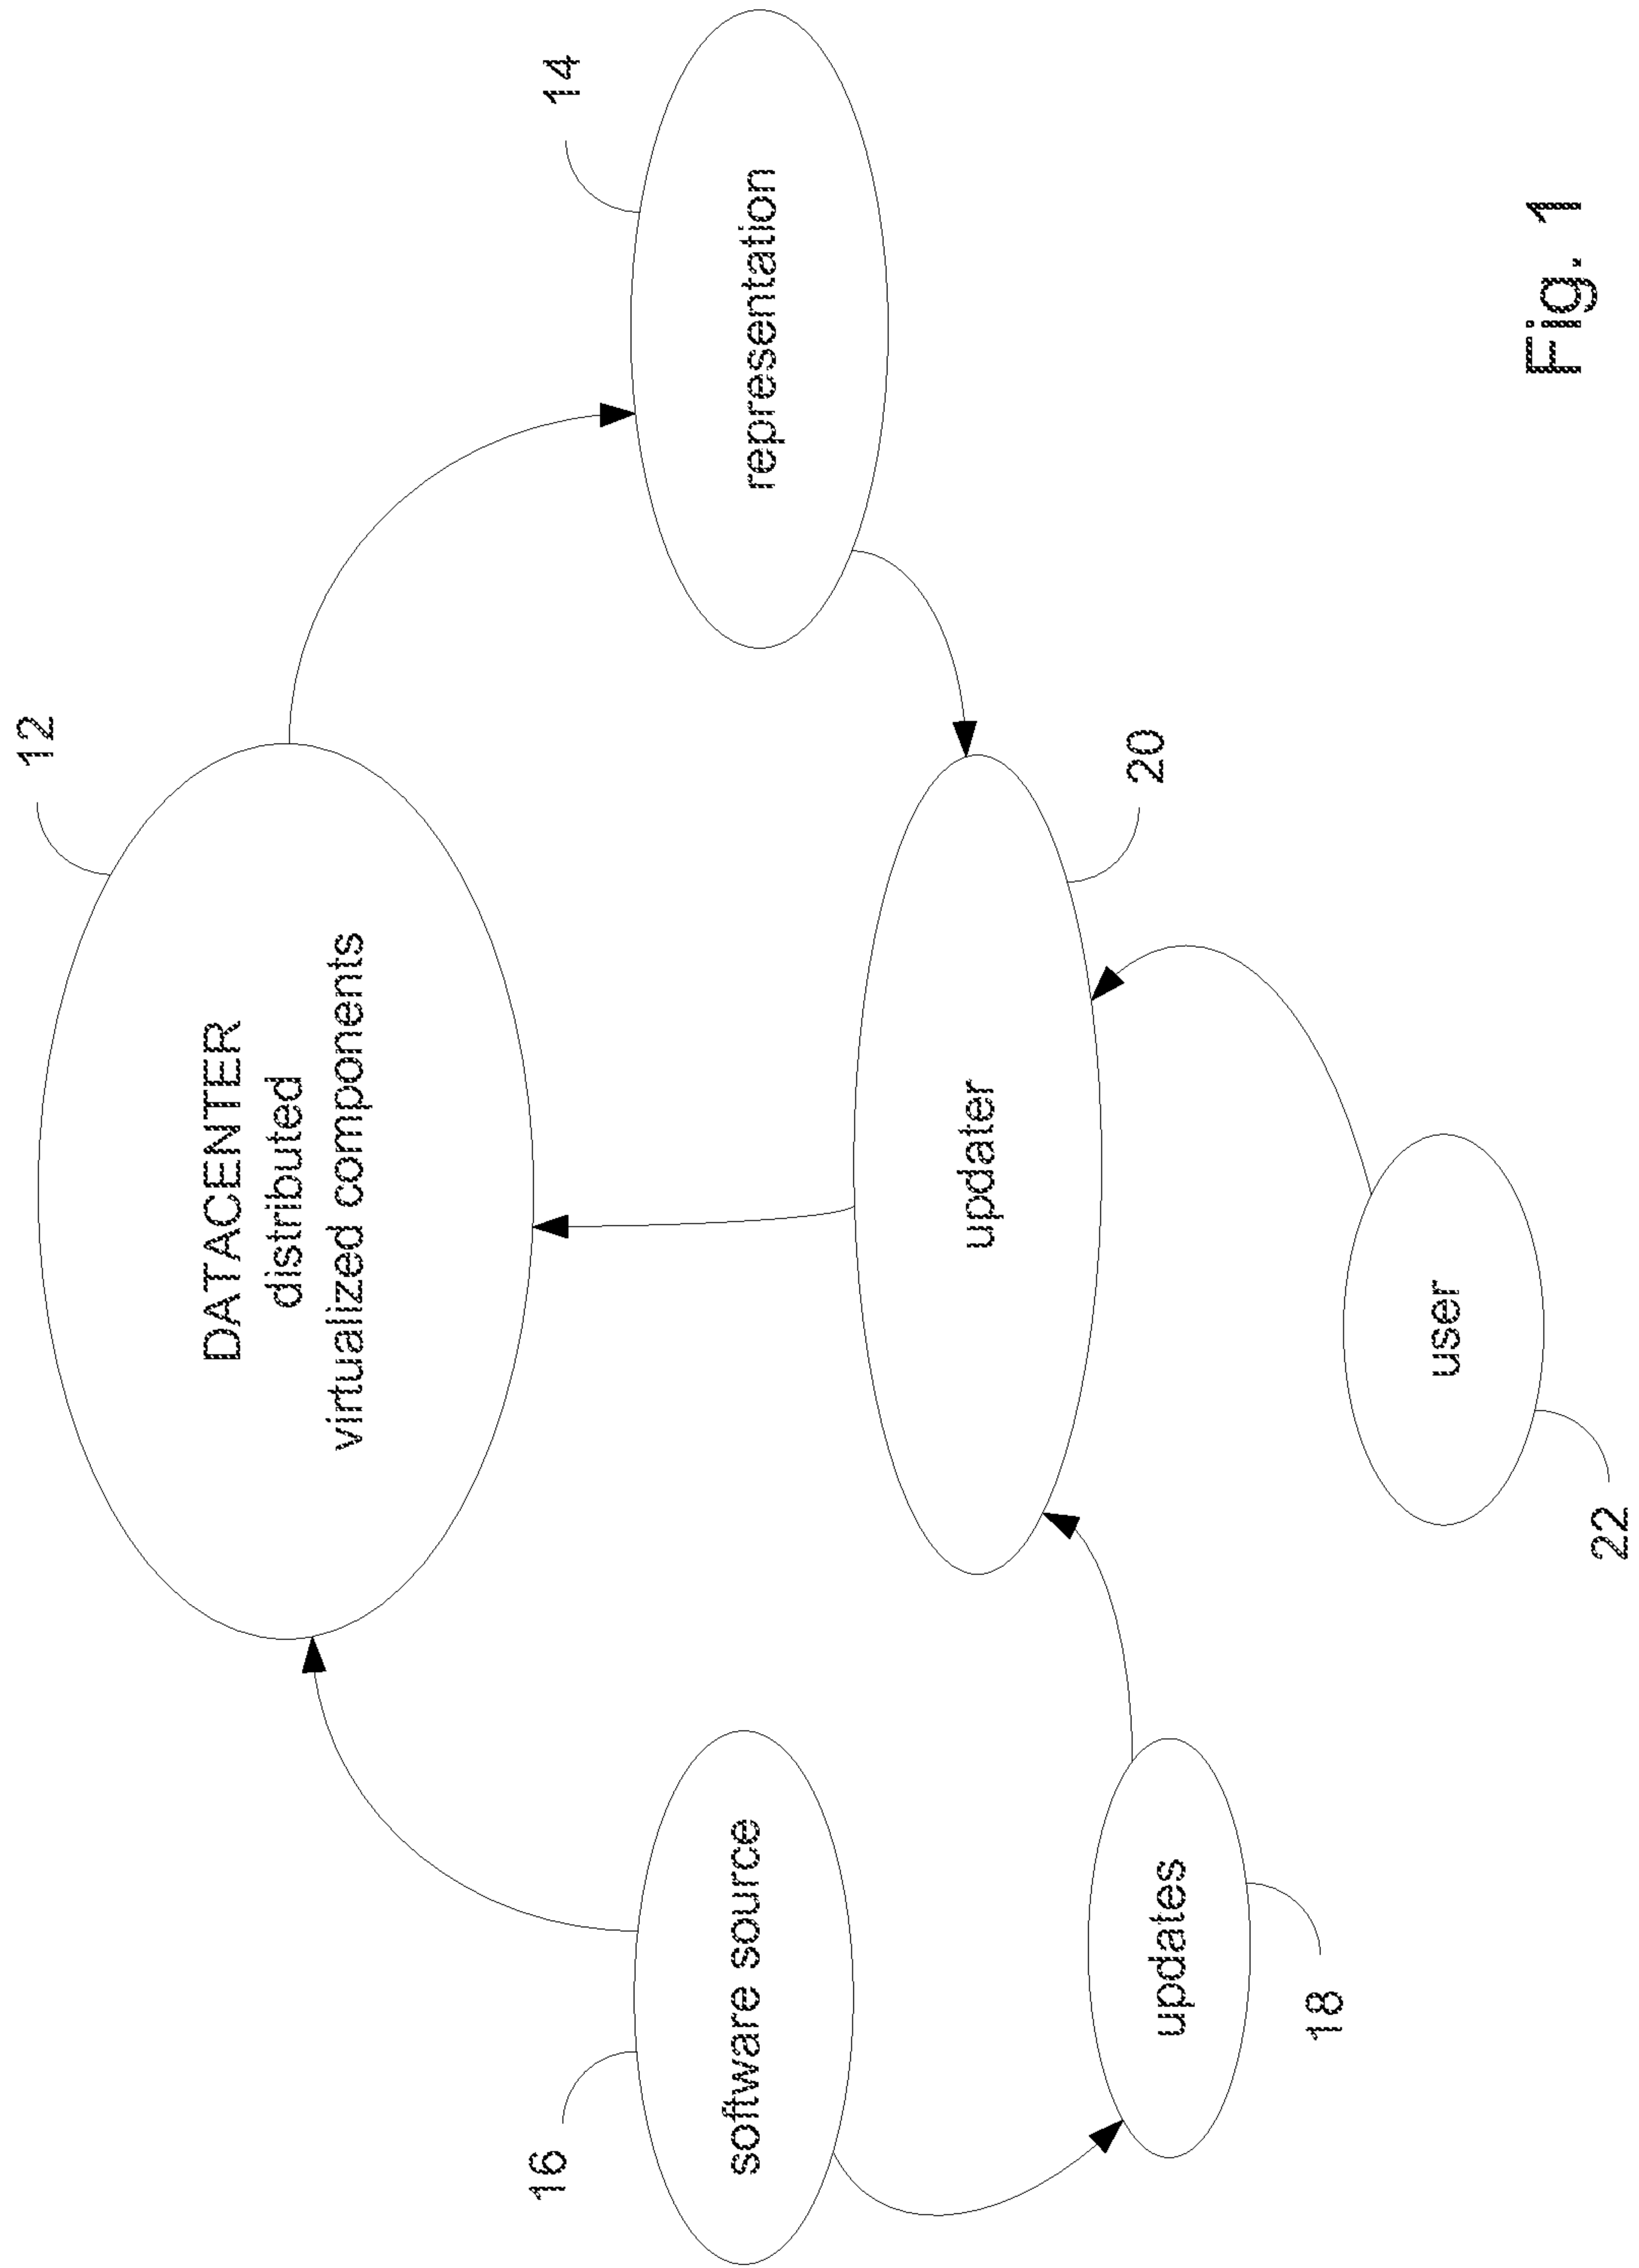 12
DATACENTER
distributed
virtualized components
14
representation
16
software source
updater
20
updates
18
user
22
Fig. 1